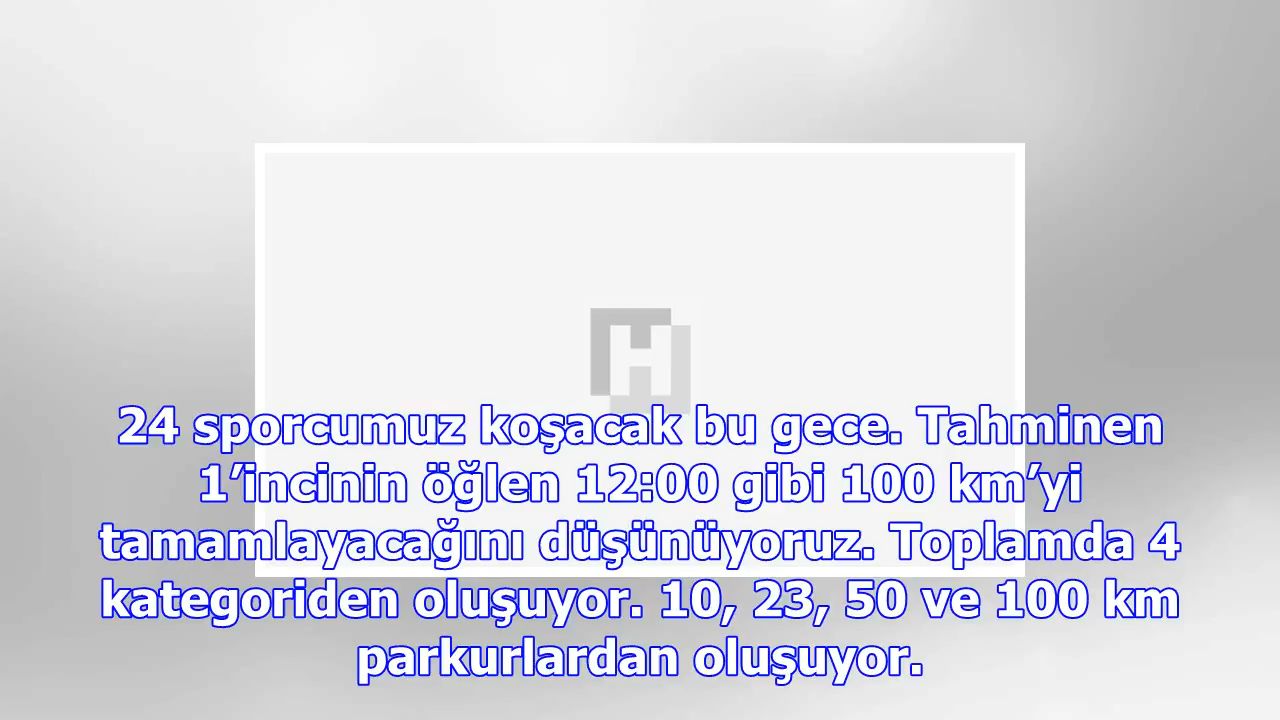 24 sporcumuz koşacak bu gece. Tahminen
1’incinin öğlen 12:00 gibi 100 km’yi
tamamlayacağını düşünüyoruz. Toplamda 4
kategoriden oluşuyor. 10, 23, 50 ve 100 km
parkurlardan oluşuyor.